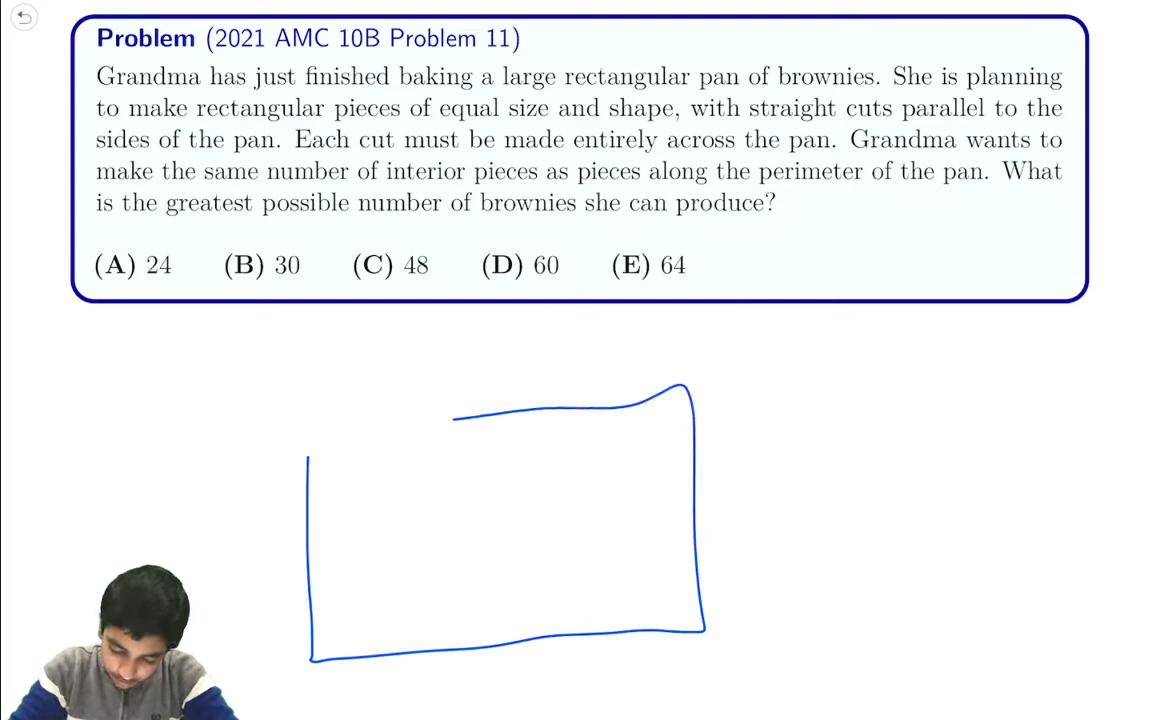 Problem (2021 AMC 10B Problem 11)
Grandma has just finished baking a large rectangular pan of brownies. She is planning
to make rectangular pieces of equal size and shape, with straight cuts parallel to the
sides of the pan. Each cut must be made entirely across the pan. Grandma wants to
make the same number of interior pieces as pieces along the perimeter of the pan. What
is the greatest possible number of brownies she can produce?
(A) 24 (B) 30 (C) 48 (D) 60 (E) 64